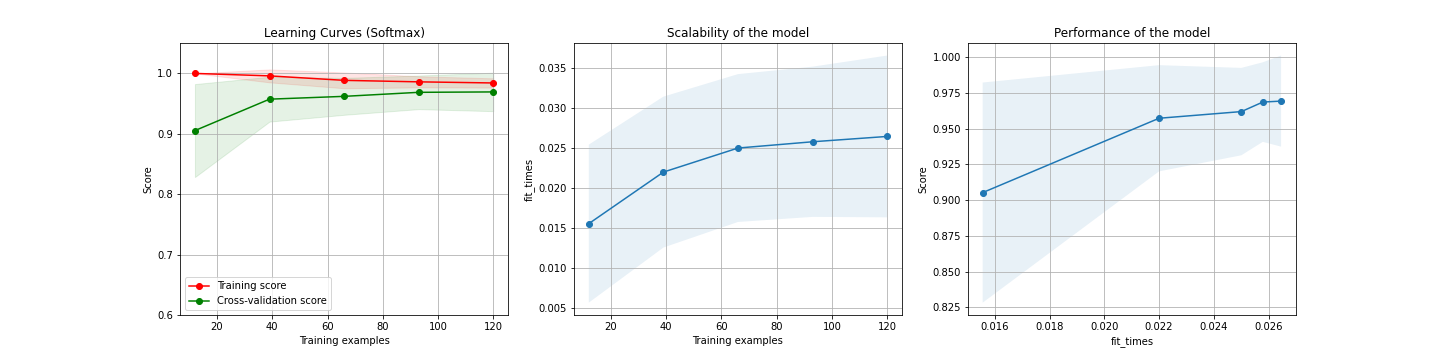 Learning Curves (Softmax)
1.0
0.9
0.8
0.7
0.6
Score
Training score
Cross-validation score
20 40 60 80 100 120
Training examples
Scalability of the model
0.035
0.030
0.025
0.020
0.015
0.010
0.005
fit_times
20 40 60 80 100 120
Training examples
Performance of the model
1.000
0.975
0.950
0.925
0.900
0.875
0.850
0.825
Score
0.016 0.018 0.020 0.022 0.024 0.026
fit_times